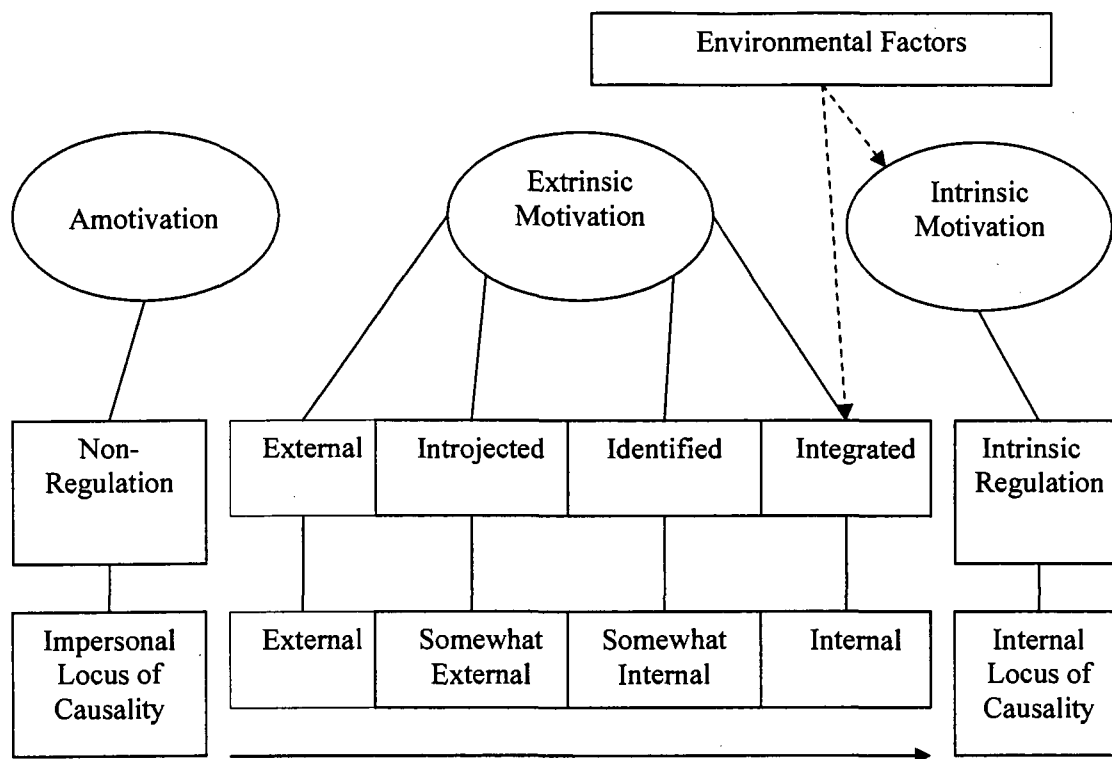 Environmental Factors
Amotivation
Extrinsic
Motivation
Intrinsic
Motivation
Non-
Regulation
External
Introjected
Identified
Integrated
Intrinsic
Regulation
Impersonal
Locus of
Causality
External
Somewhat
External
Somewhat
Internal
Internal
Internal
Locus of
Causality